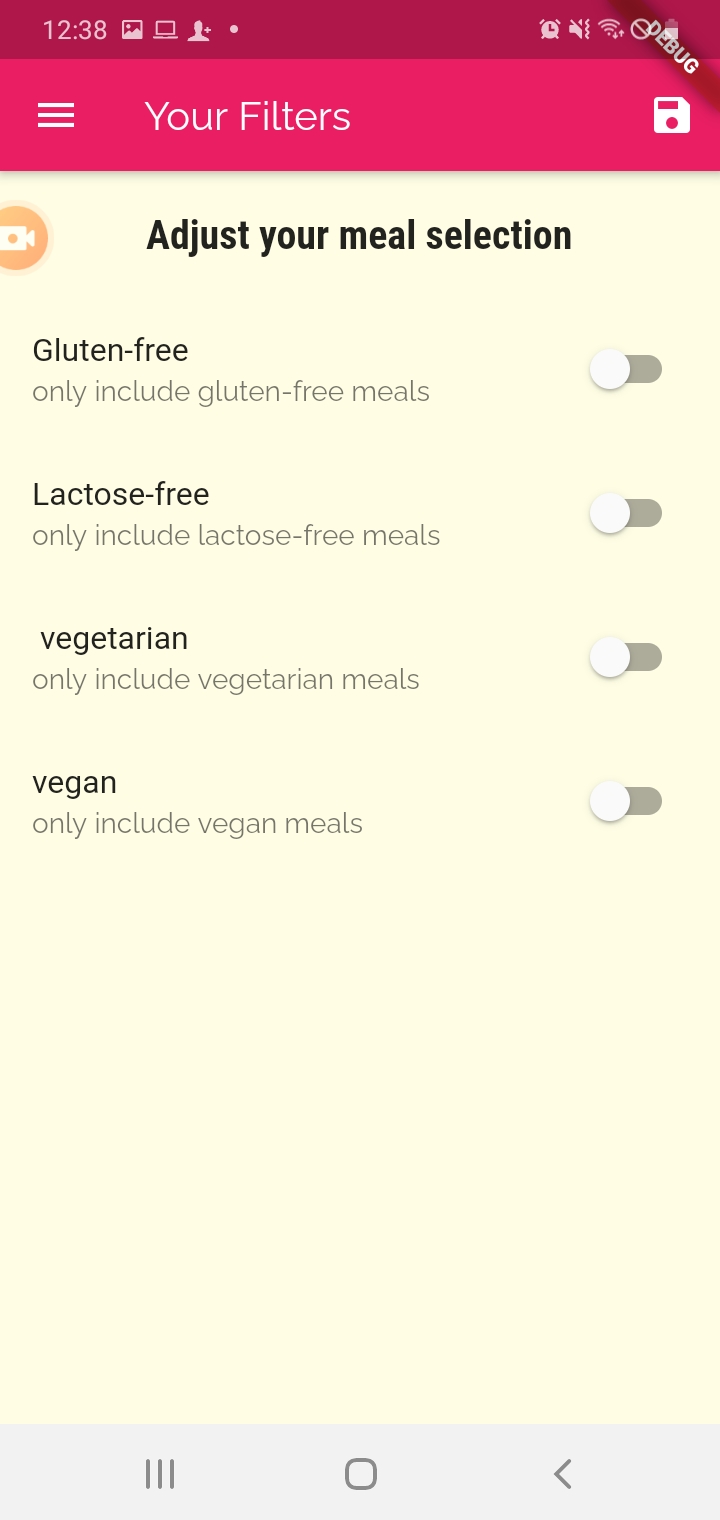 12:38
DEBUG
Your Filters
Adjust your meal selection
Gluten-free
only include gluten-free meals
Lactose-free
only include lactose-free meals
vegetarian
only include vegetarian meals
vegan
only include vegan meals